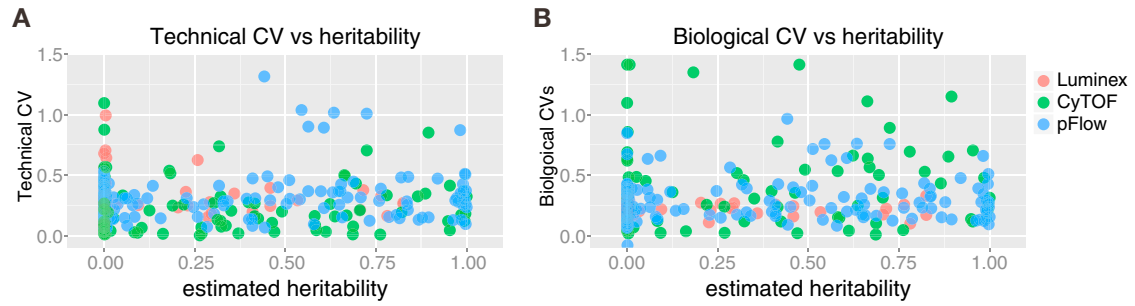 A
Technical CV vs heritability
Technical CV
1.5
1.0
0.5
0.0
0.00 0.25 0.50 0.75 1.00
estimated heritability
B
Biological CV vs heritability
Biolgoical CVs
1.5
1.0
0.5
0.0
0.00 0.25 0.50 0.75 1.00
estimated heritability
Luminex
CyTOF
pFlow